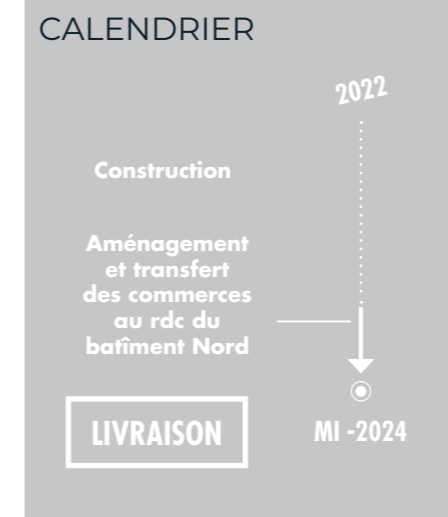 CALENDRIER
2022
Construction
Aménagement
et transfert
des commerces
au rdc du
batîment Nord
LIVRAISON
MI -2024